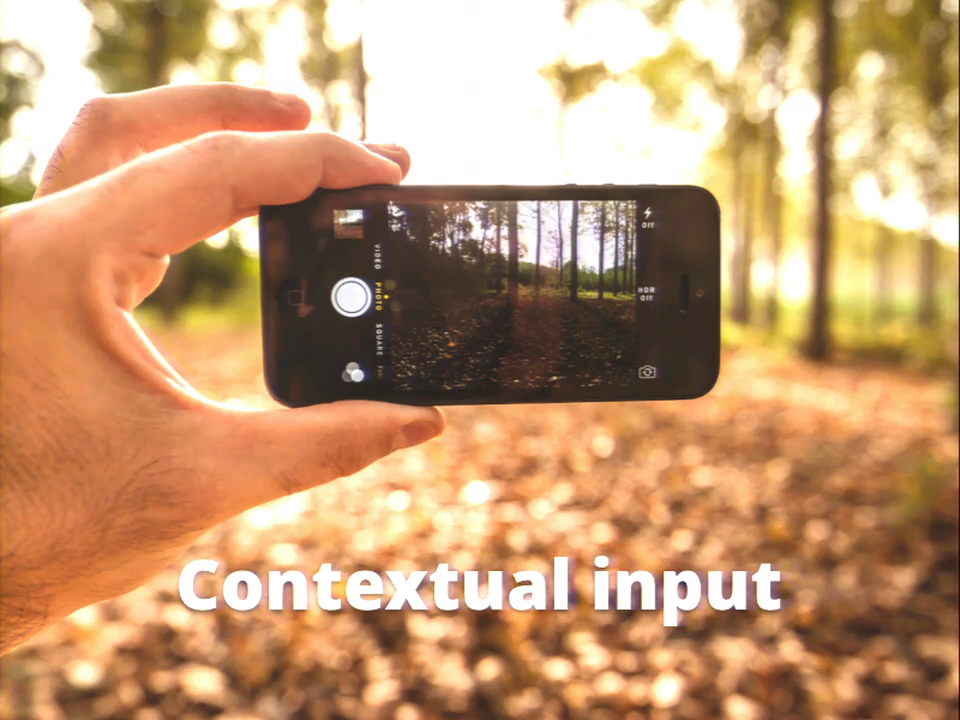 Off
HDR
Off
VIDEO
PHOTO
SQUARE
Contextual input